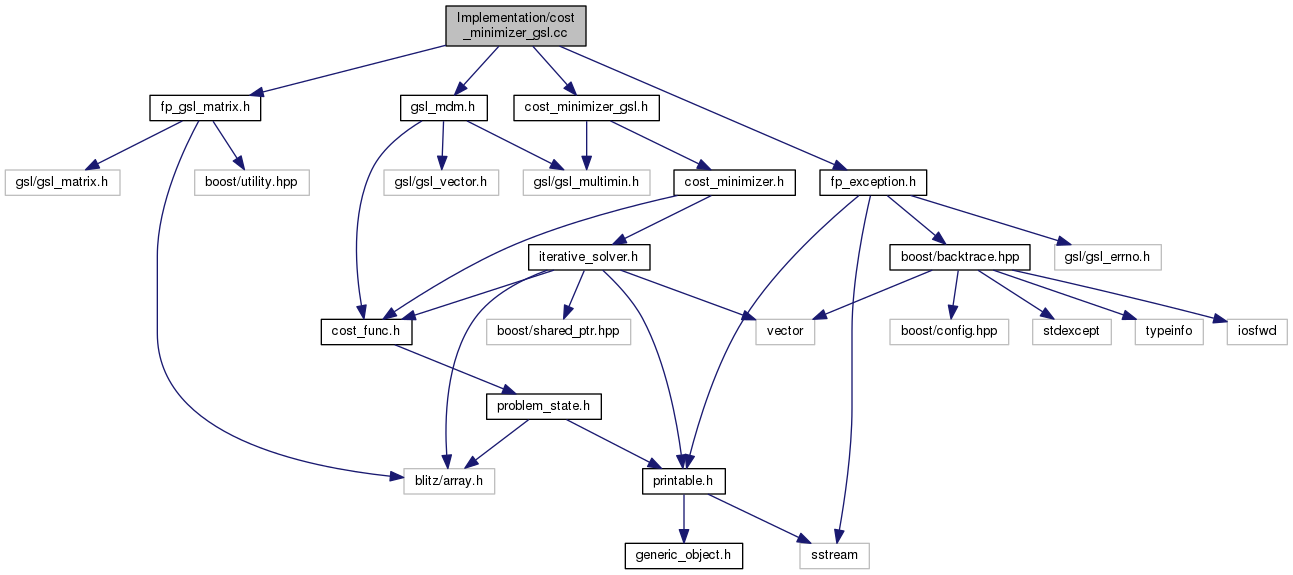 Implementation/cost
_minimizer_gsl.cc
fp_gsl_matrix.h
gsl_mdm.h
cost_minimizer_gsl.h
gsl/gsl_matrix.h
boost/utility.hpp
gsl/gsl_vector.h
gsl/gsl_multimin.h
cost_minimizer.h
fp_exception.h
iterative_solver.h
boost/backtrace.hpp
gsl/gsl_errno.h
cost_func.h
boost/shared_ptr.hpp
vector
boost/config.hpp
stdexcept
typeinfo
iosfwd
problem_state.h
blitz/array.h
printable.h
generic_object.h
sstream